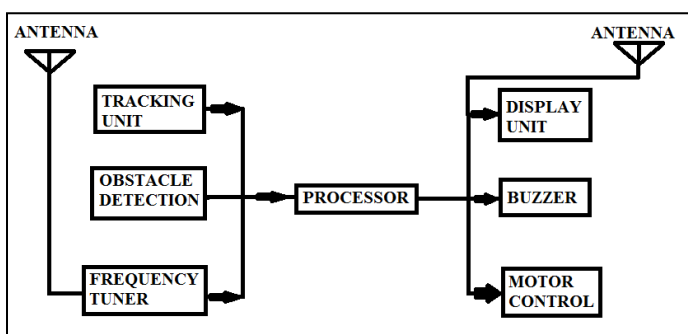 ANTENNA
ANTENNA
TRACKING
UNIT
DISPLAY
UNIT
OBSTACLE
DETECTION
PROCESSOR
BUZZER
FREQUENCY
TUNER
MOTOR
CONTROL